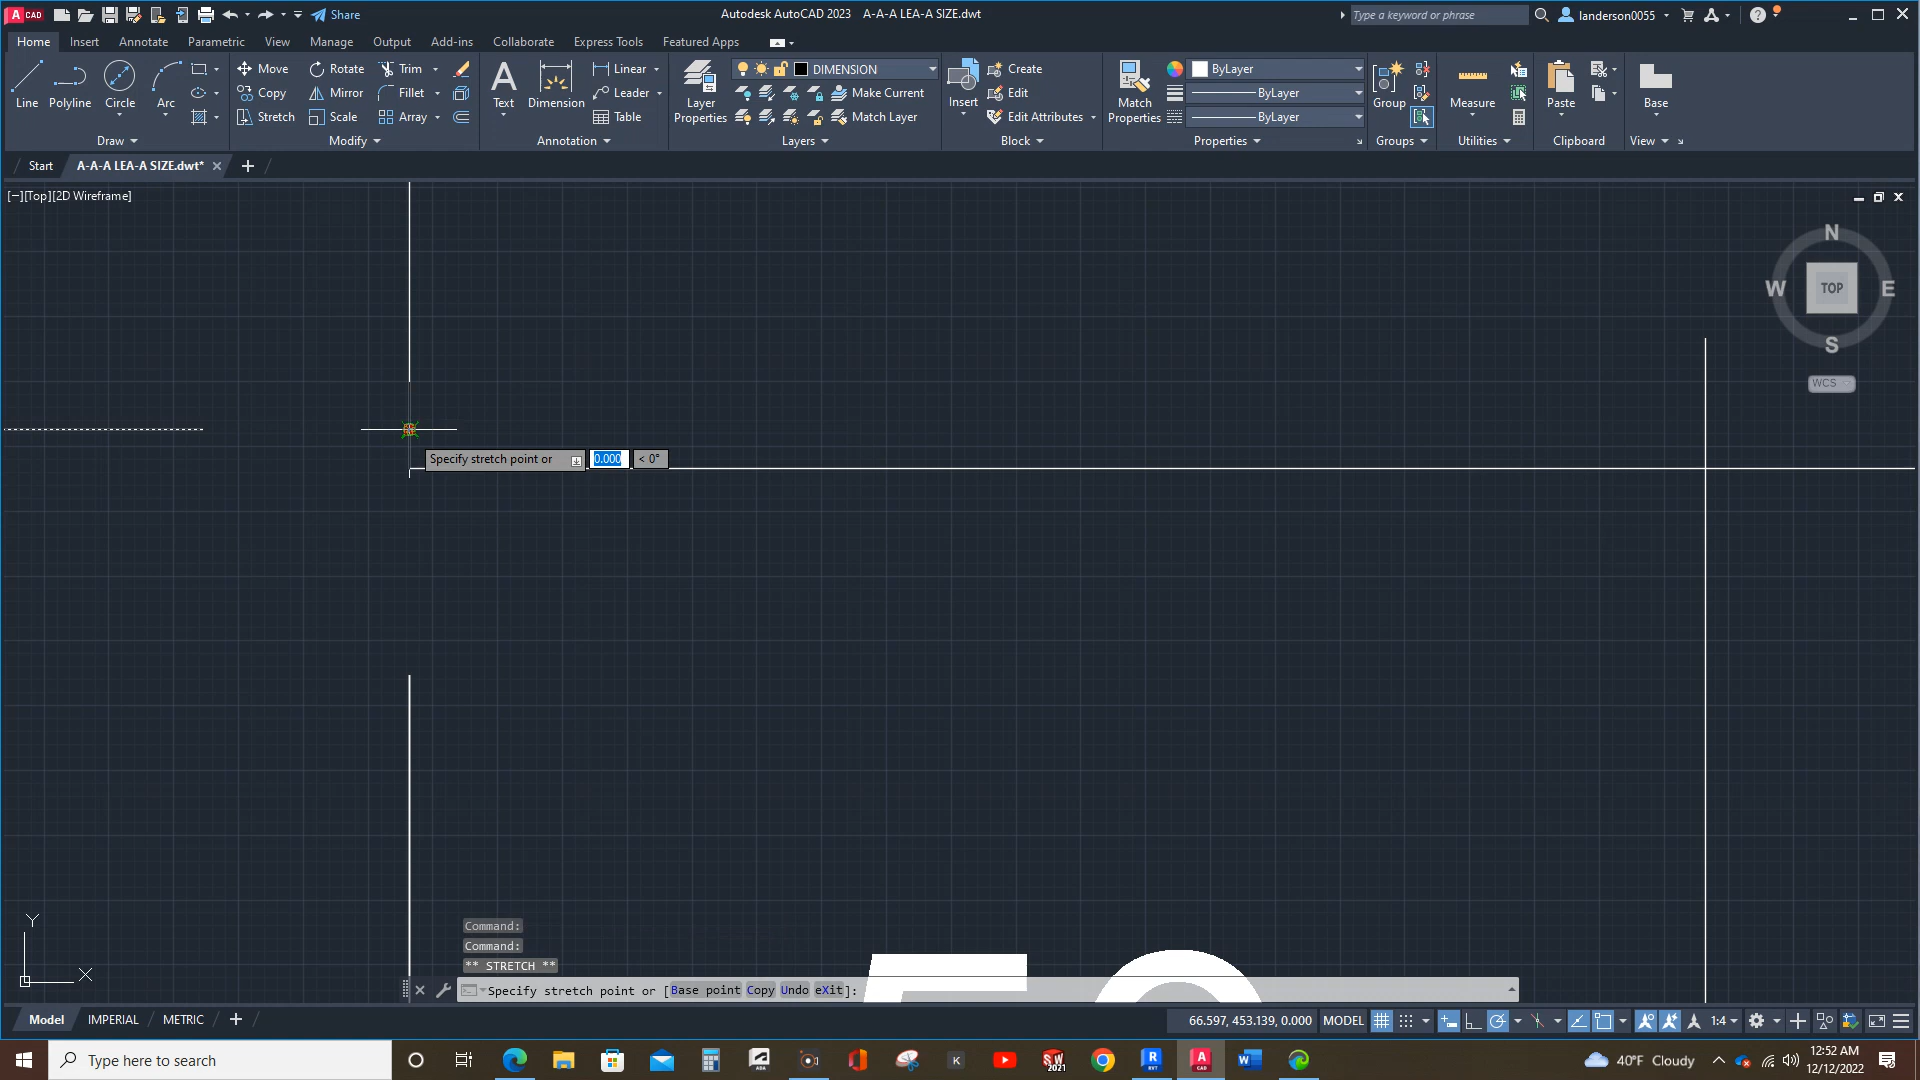 CAD Share Autodesk AutoCAD 2023 A-A-A LEA-A SIZE.dwt Type a keyword or phrase landerson0055
Home Insert Annotate Parametric View Manage Output Add-ins Collaborate Express Tools Featured Apps
Line Polyline Circle Arc
Move Rotate Trim
Copy Mirror Fillet
Stretch Scale Array
Text Dimension
Linear
Leader
Table
Layer Properties
DIMENSION
Make Current
Match Layer
Insert
Create
Edit
Edit Attributes
Match Properties
ByLayer
ByLayer
ByLayer
Group
Measure
Paste
Base
Draw Modify Annotation Layers Block Properties Groups Utilities Clipboard View
Start A-A-A LEA-A SIZE.dwt*
[−][Top][2D Wireframe]
N
W TOP E
S
WCS
Specify stretch point or 0.000 < 0°
Y
X
Command:
Command:
** STRETCH **
Specify stretch point or [Base point Copy Undo eXit]:
Model IMPERIAL METRIC 66.597, 453.139, 0.000 MODEL 1:4
Type here to search
K
SW 2021
R RVT
A CAD
W
40°F Cloudy
12:52 AM
12/12/2022